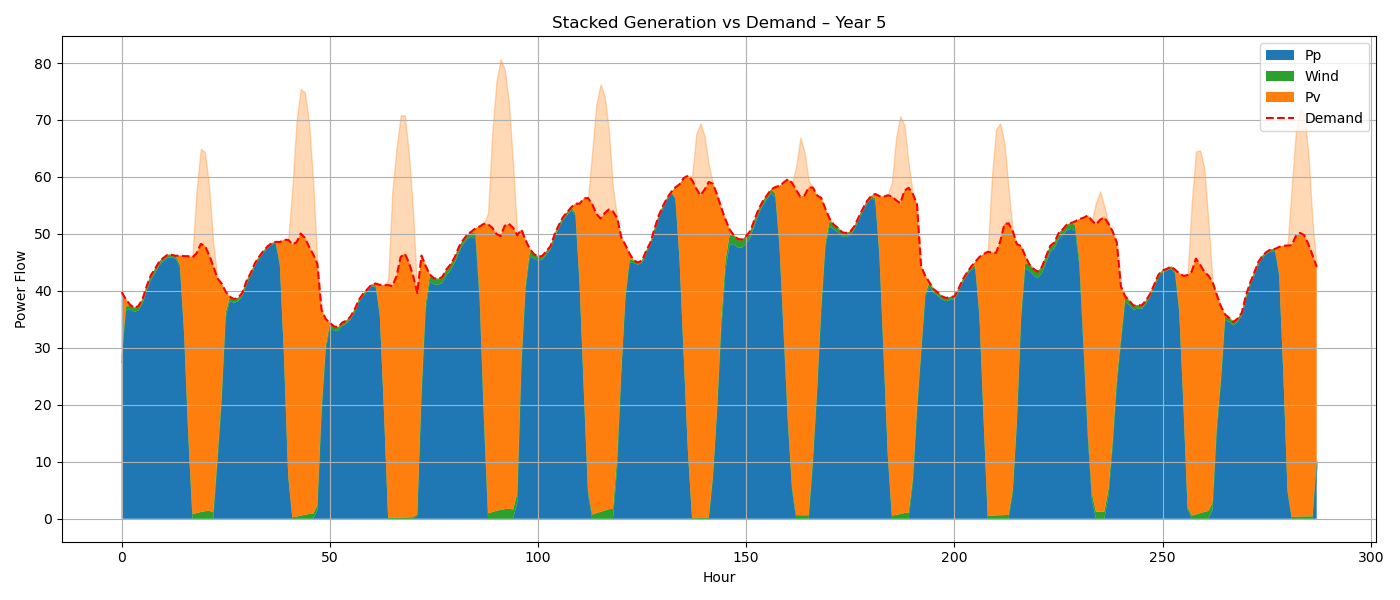 Stacked Generation vs Demand – Year 5
Power Flow
80
70
60
50
40
30
20
10
0
Pp
Wind
Pv
Demand
0 50 100 150 200 250 300
Hour